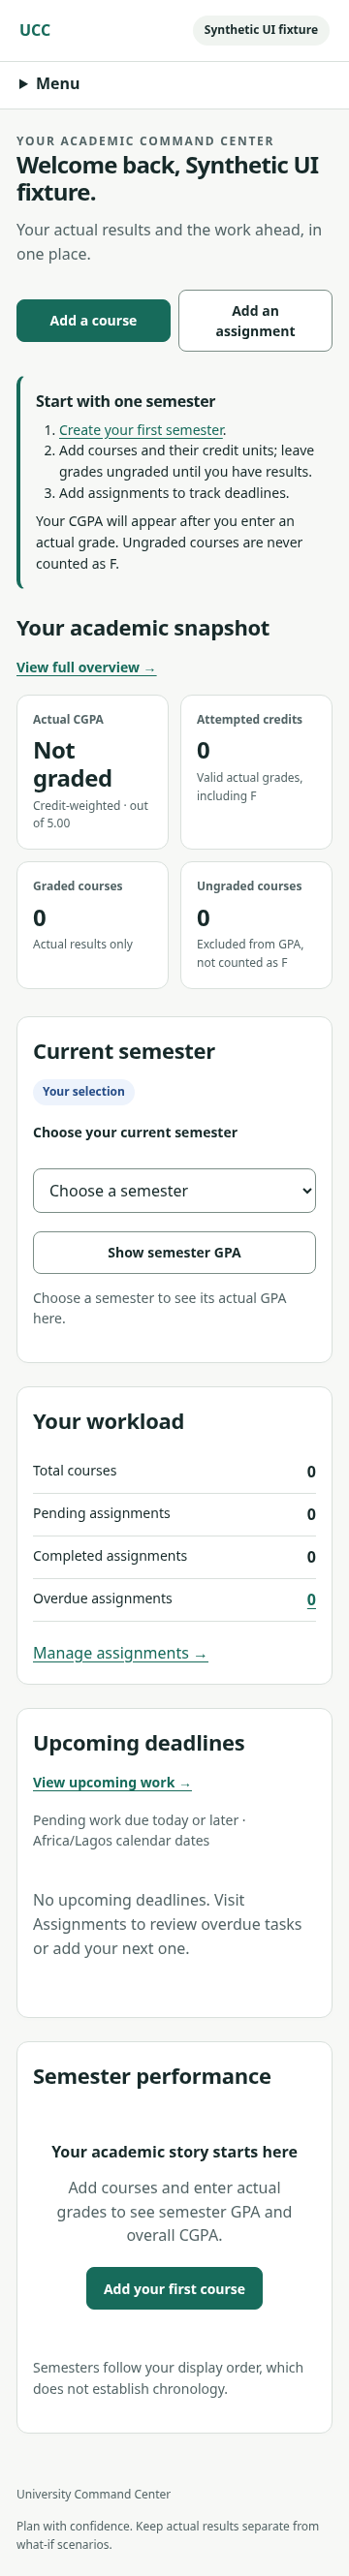 UCC
Synthetic UI fixture
▶ Menu
YOUR ACADEMIC COMMAND CENTER
Welcome back, Synthetic UI
fixture.
Your actual results and the work ahead, in
one place.
Add a course
Add an
assignment
Start with one semester
1. Create your first semester.
2. Add courses and their credit units; leave
grades ungraded until you have results.
3. Add assignments to track deadlines.
Your CGPA will appear after you enter an
actual grade. Ungraded courses are never
counted as F.
Your academic snapshot
View full overview →
Actual CGPA
Not
graded
Credit-weighted · out
of 5.00
Attempted credits
0
Valid actual grades,
including F
Graded courses
0
Actual results only
Ungraded courses
0
Excluded from GPA,
not counted as F
Current semester
Your selection
Choose your current semester
Choose a semester
Show semester GPA
Choose a semester to see its actual GPA
here.
Your workload
Total courses 0
Pending assignments 0
Completed assignments 0
Overdue assignments 0
Manage assignments →
Upcoming deadlines
View upcoming work →
Pending work due today or later ·
Africa/Lagos calendar dates
No upcoming deadlines. Visit
Assignments to review overdue tasks
or add your next one.
Semester performance
Your academic story starts here
Add courses and enter actual
grades to see semester GPA and
overall CGPA.
Add your first course
Semesters follow your display order, which
does not establish chronology.
University Command Center
Plan with confidence. Keep actual results separate from
what-if scenarios.